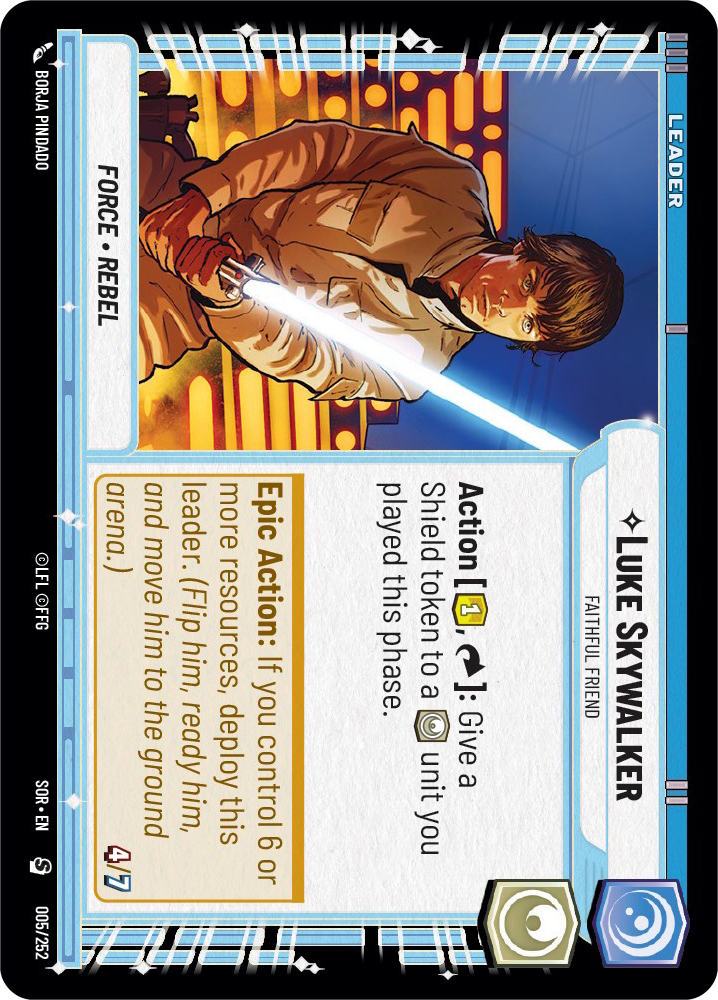 LEADER
LUKE SKYWALKER
FAITHFUL FRIEND
Action [1, ]: Give a
Shield token to a unit you
played this phase.
Epic Action: If you control 6 or
more resources, deploy this
leader. (Flip him, ready him,
and move him to the ground
arena.)
4/7
FORCE • REBEL
BORJA PINDADO
©LFL ©FFG
SOR • EN
S
005/252